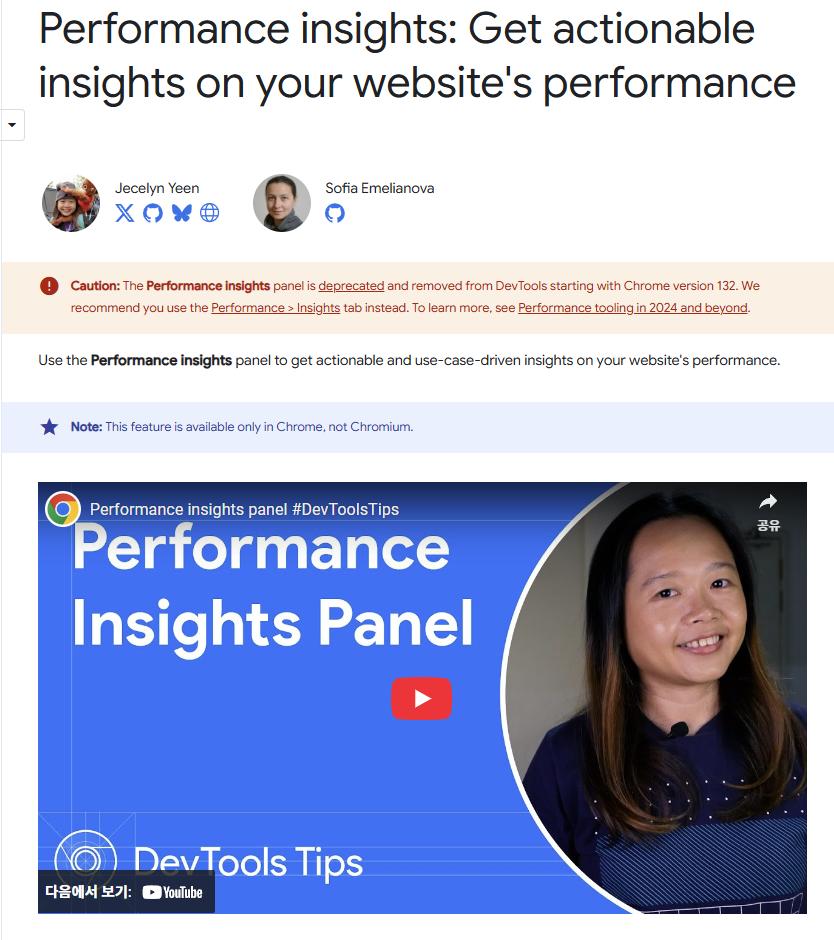 Performance insights: Get actionable
insights on your website's performance
Jecelyn Yeen
Sofia Emelianova
Caution: The Performance insights panel is deprecated and removed from DevTools starting with Chrome version 132. We
recommend you use the Performance > Insights tab instead. To learn more, see Performance tooling in 2024 and beyond.
Use the Performance insights panel to get actionable and use-case-driven insights on your website's performance.
Note: This feature is available only in Chrome, not Chromium.
Performance insights panel #DevToolsTips
공유
Performance
Insights Panel
DevTools Tips
다음에서 보기: YouTube